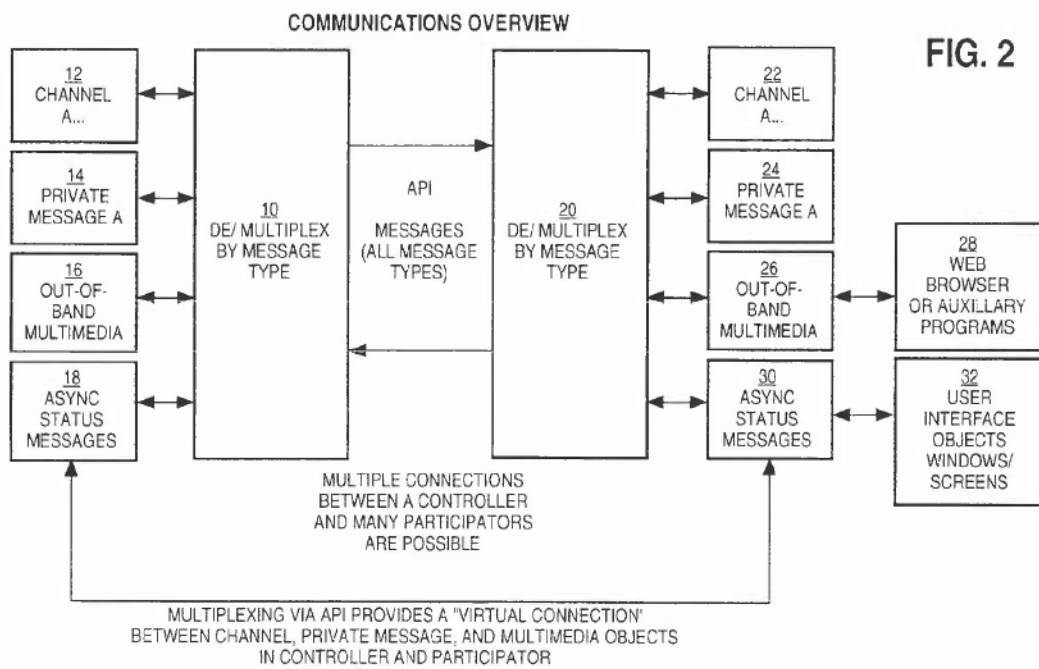 COMMUNICATIONS OVERVIEW
FIG. 2
12
CHANNEL
A...
14
PRIVATE
MESSAGE A
16
OUT-OF-
BAND
MULTIMEDIA
18
ASYNC
STATUS
MESSAGES
10
DE/ MULTIPLEX
BY MESSAGE
TYPE
API
MESSAGES
(ALL MESSAGE
TYPES)
20
DE/ MULTIPLEX
BY MESSAGE
TYPE
22
CHANNEL
A...
24
PRIVATE
MESSAGE A
26
OUT-OF-
BAND
MULTIMEDIA
30
ASYNC
STATUS
MESSAGES
28
WEB
BROWSER
OR AUXILLARY
PROGRAMS
32
USER
INTERFACE
OBJECTS
WINDOWS/
SCREENS
MULTIPLE CONNECTIONS
BETWEEN A CONTROLLER
AND MANY PARTICIPATORS
ARE POSSIBLE
MULTIPLEXING VIA API PROVIDES A "VIRTUAL CONNECTION"
BETWEEN CHANNEL, PRIVATE MESSAGE, AND MULTIMEDIA OBJECTS
IN CONTROLLER AND PARTICIPATOR